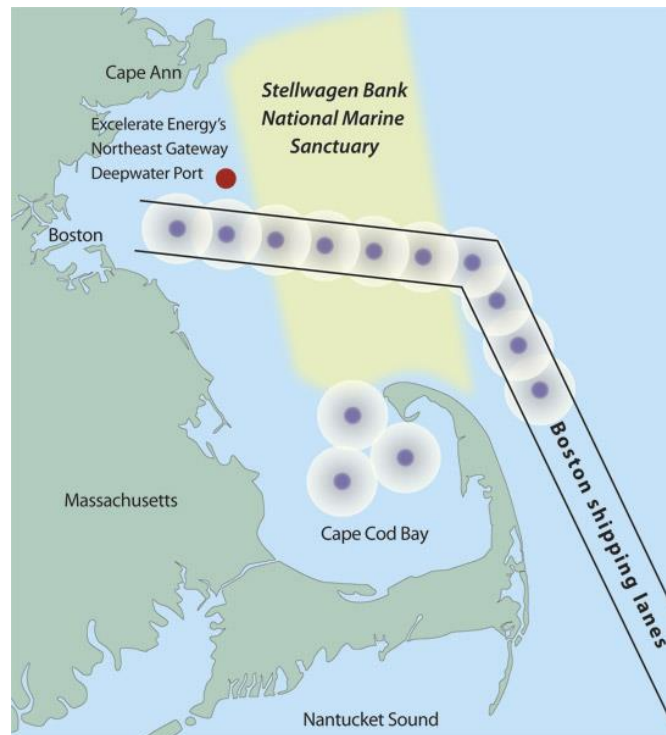 Cape Ann
Stellwagen Bank
National Marine
Sanctuary
Excelerate Energy's
Northeast Gateway
Deepwater Port
Boston
Boston shipping lanes
Massachusetts
Cape Cod Bay
Nantucket Sound